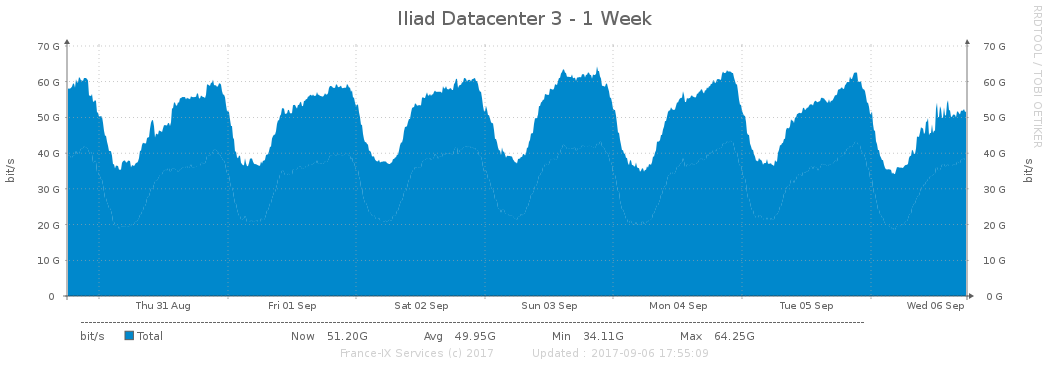 Iliad Datacenter 3 - 1 Week
RRDTOOL / TOBI OETIKER
bit/s
70 G
60 G
50 G
40 G
30 G
20 G
10 G
0
70 G
60 G
50 G
40 G
30 G
20 G
10 G
0 G
bit/s
Thu 31 Aug Fri 01 Sep Sat 02 Sep Sun 03 Sep Mon 04 Sep Tue 05 Sep Wed 06 Sep
bit/s Total Now 51.20G Avg 49.95G Min 34.11G Max 64.25G
France-IX Services (c) 2017 Updated : 2017-09-06 17:55:09